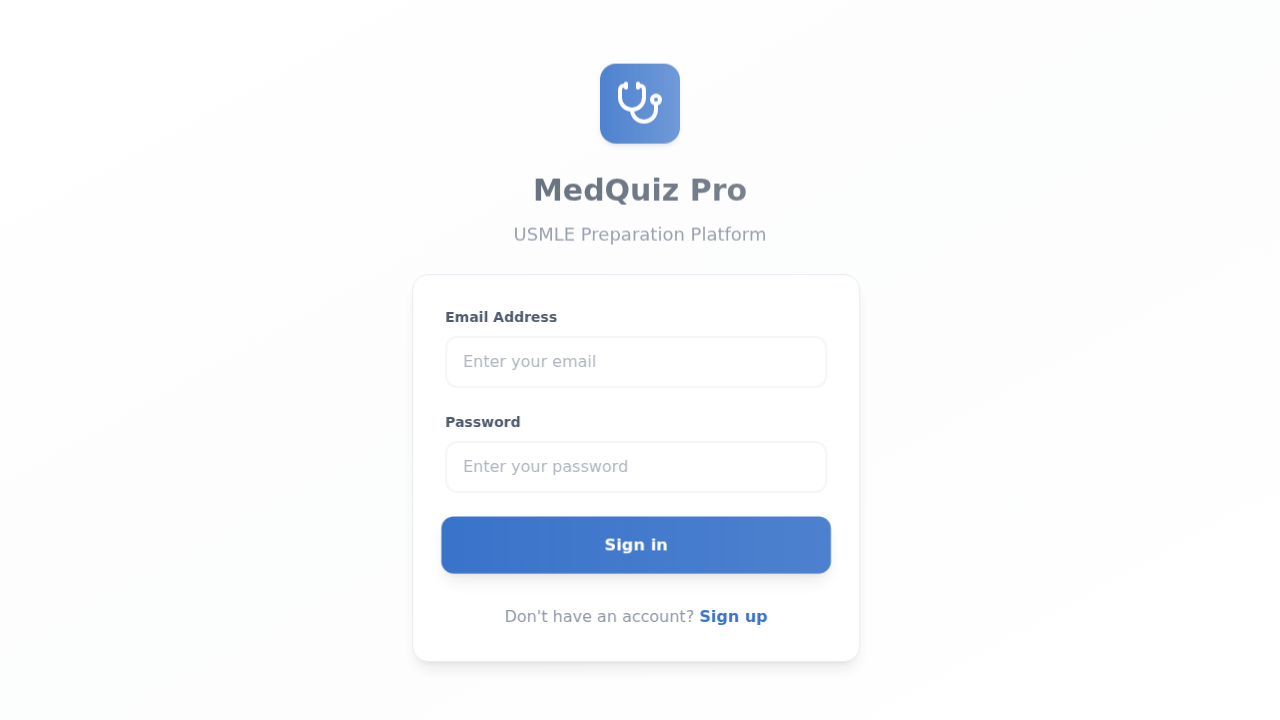 MedQuiz Pro
USMLE Preparation Platform
Email Address
Enter your email
Password
Enter your password
Sign in
Don't have an account? Sign up